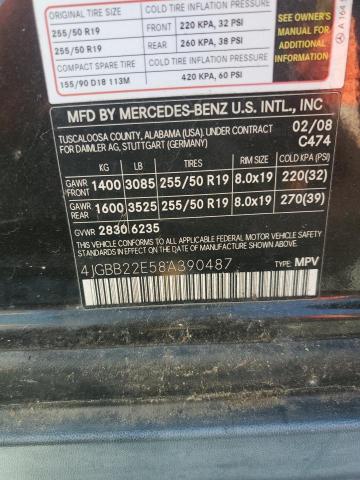 ORIGINAL TIRE SIZE COLD TIRE INFLATION PRESSURE
255/50 R19 FRONT 220 KPA, 32 PSI
255/50 R19 REAR 260 KPA, 38 PSI
COMPACT SPARE TIRE COLD TIRE INFLATION PRESSURE
155/90 D18 113M 420 KPA, 60 PSI
SEE OWNER'S
MANUAL FOR
A 164
MFD BY MERCEDES-BENZ U.S. INTL., INC
TUSCALOOSA COUNTY, ALABAMA (USA). UNDER CONTRACT 02/08
FOR DAIMLER AG, STUTTGART (GERMANY) C474
KG LB TIRES RIM SIZE COLD KPA (PSI)
GAWR FRONT 1400 3085 255/50 R19 8.0x19 220(32)
GAWR REAR 1600 3525 255/50 R19 8.0x19 270(39)
GVWR 2830 6235
THIS VEHICLE CONFORMS TO ALL APPLICABLE U.S.
FEDERAL MOTOR VEHICLE SAFETY STANDARDS
IN EFFECT ON THE DATE OF MANUFACTURE SHOWN ABOVE.
4JGBB22E58A390487 TYPE: MPV